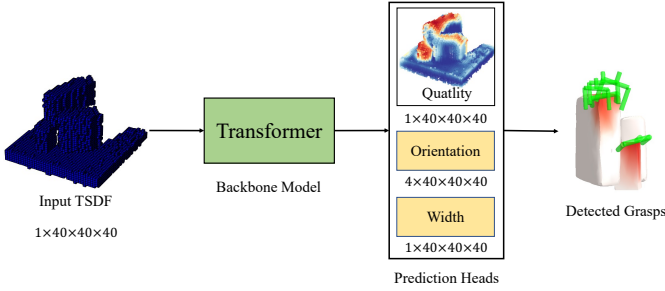 Input TSDF
1×40×40×40
Transformer
Backbone Model
Quatlity
1×40×40×40
Orientation
4×40×40×40
Width
1×40×40×40
Prediction Heads
Detected Grasps